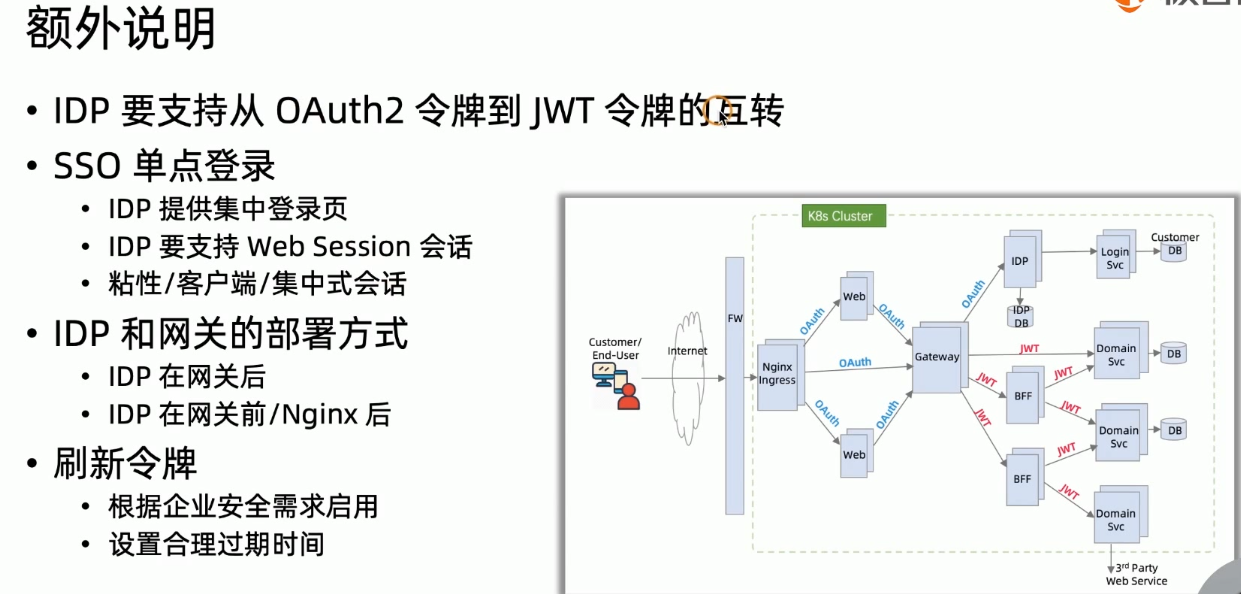 额外说明
• IDP 要支持从 OAuth2 令牌到 JWT 令牌的互转
• SSO 单点登录
• IDP 提供集中登录页
• IDP 要支持 Web Session 会话
• 粘性/客户端/集中式会话
• IDP 和网关的部署方式
• IDP 在网关后
• IDP 在网关前/Nginx 后
• 刷新令牌
• 根据企业安全需求启用
• 设置合理过期时间
K8s Cluster
Customer/
End-User
Internet
FW
Nginx
Ingress
OAuth
OAuth
OAuth
Web
Web
OAuth
OAuth
Gateway
OAuth
IDP
IDP
DB
Login
Svc
Customer
DB
JWT
JWT
JWT
BFF
BFF
JWT
JWT
JWT
JWT
Domain
Svc
DB
Domain
Svc
DB
Domain
Svc
3rd Party
Web Service